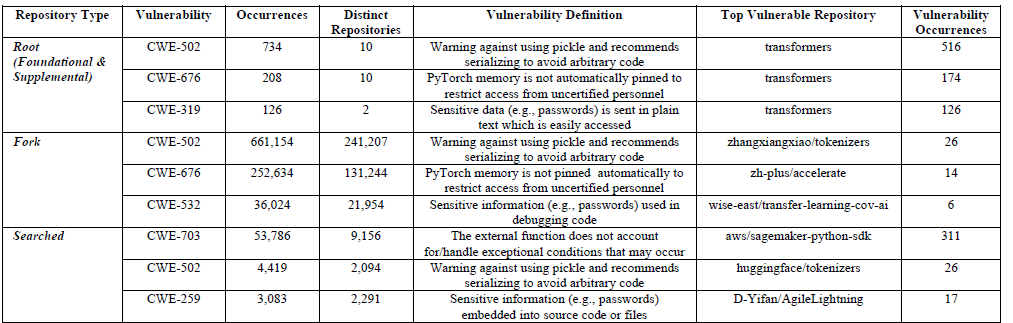 Repository Type Vulnerability Occurrences Distinct Repositories Vulnerability Definition Top Vulnerable Repository Vulnerability Occurrences
Root (Foundational & Supplemental) CWE-502 734 10 Warning against using pickle and recommends serializing to avoid arbitrary code transformers 516
CWE-676 208 10 PyTorch memory is not automatically pinned to restrict access from uncertified personnel transformers 174
CWE-319 126 2 Sensitive data (e.g., passwords) is sent in plain text which is easily accessed transformers 126
Fork CWE-502 661,154 241,207 Warning against using pickle and recommends serializing to avoid arbitrary code zhangxiangxiao/tokenizers 26
CWE-676 252,634 131,244 PyTorch memory is not pinned automatically to restrict access from uncertified personnel zh-plus/accelerate 14
CWE-532 36,024 21,954 Sensitive information (e.g., passwords) used in debugging code wise-east/transfer-learning-cov-ai 6
Searched CWE-703 53,786 9,156 The external function does not account for/handle exceptional conditions that may occur aws/sagemaker-python-sdk 311
CWE-502 4,419 2,094 Warning against using pickle and recommends serializing to avoid arbitrary code huggingface/tokenizers 26
CWE-259 3,083 2,291 Sensitive information (e.g., passwords) embedded into source code or files D-Yifan/AgileLightning 17